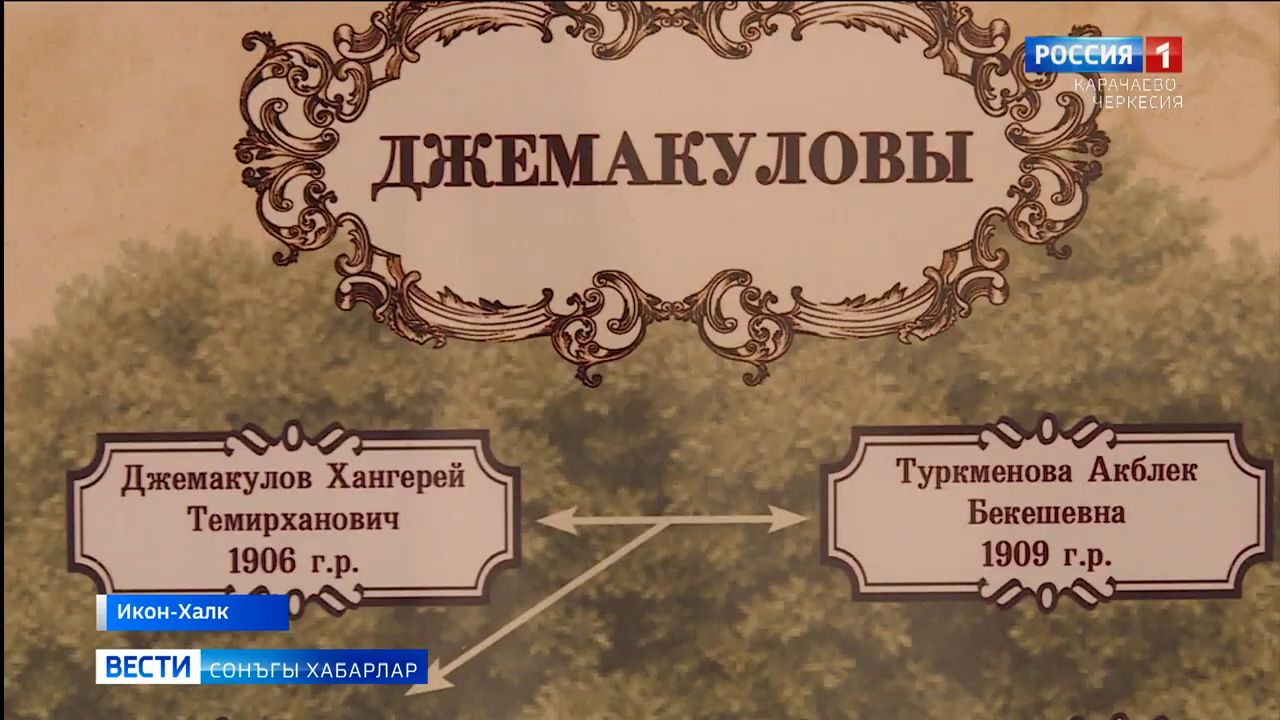 РОССИЯ 1
КАРАЧАЕВО-
ЧЕРКЕСИЯ
ДЖЕМАКУЛОВЫ
Джемакулов Хангерей
Темирханович
1906 г.р.
Туркменова Акблек
Бекешевна
1909 г.р.
Икон-Халк
ВЕСТИ СОНЪГЫ ХАБАРЛАР